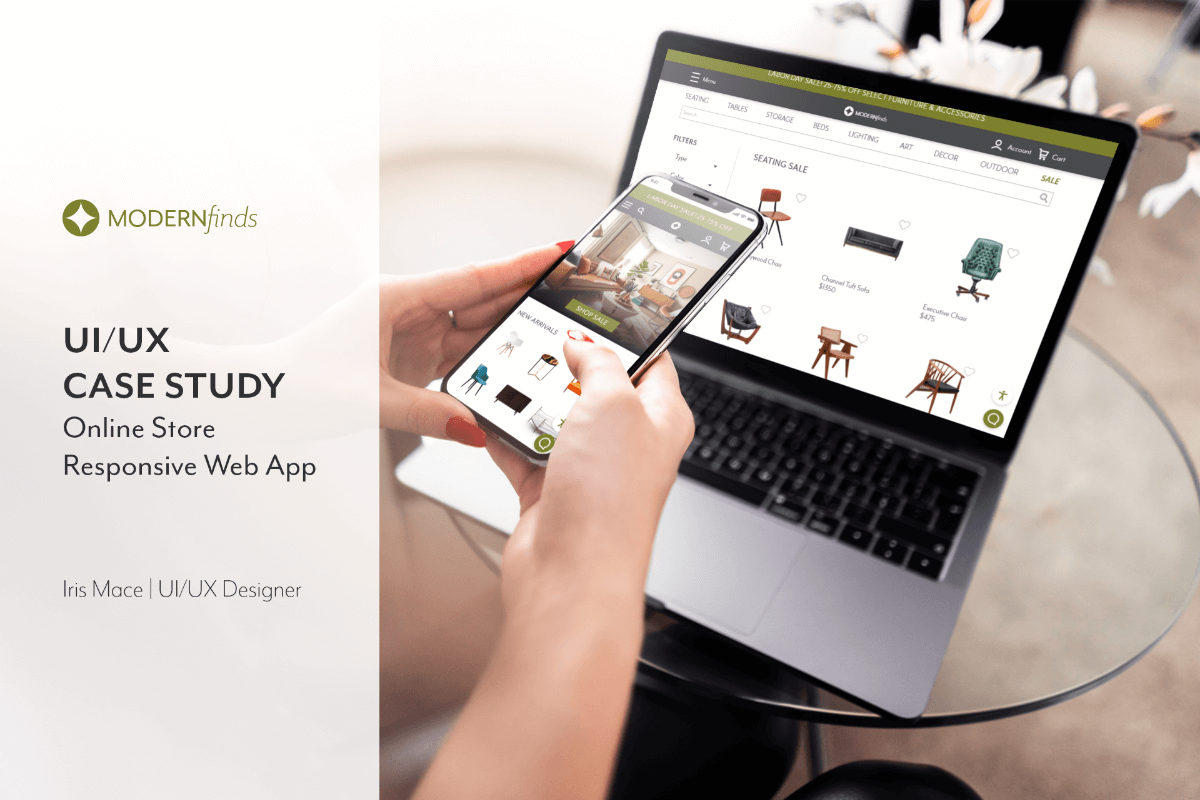 MODERNfinds
UI/UX
CASE STUDY
Online Store
Responsive Web App
Iris Mace | UI/UX Designer
LABOR DAY SALE! 25-75% OFF SELECT FURNITURE & ACCESSORIES
Menu
MODERNfinds
Account
Cart
SEATING
TABLES
STORAGE
BEDS
LIGHTING
ART
DECOR
OUTDOOR
SALE
Search
FILTERS
Type
Color
SEATING SALE
Chair
Channel Tuft Sofa
$1350
Executive Chair
$475
LABOR DAY SALE! 25-75% OFF
SHOP SALE
NEW ARRIVALS